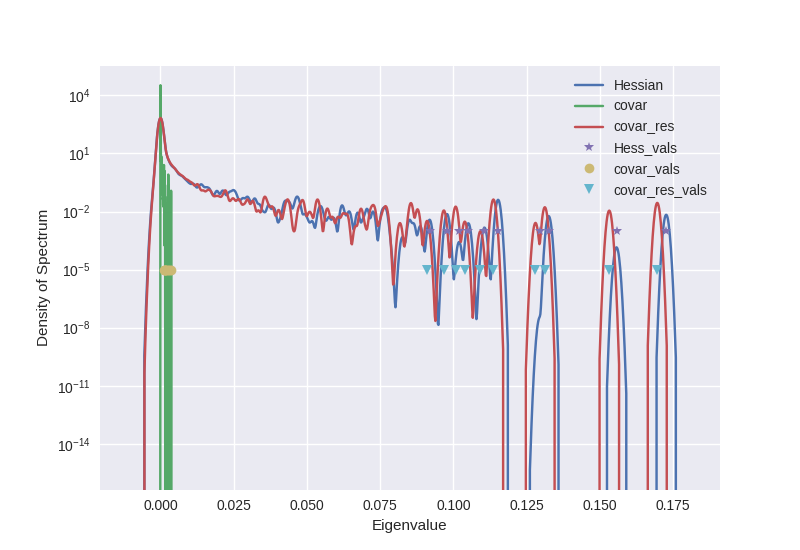 Hessian
covar
covar_res
Hess_vals
covar_vals
covar_res_vals
10^4
10^1
10^-2
10^-5
10^-8
10^-11
10^-14
Density of Spectrum
0.000 0.025 0.050 0.075 0.100 0.125 0.150 0.175
Eigenvalue